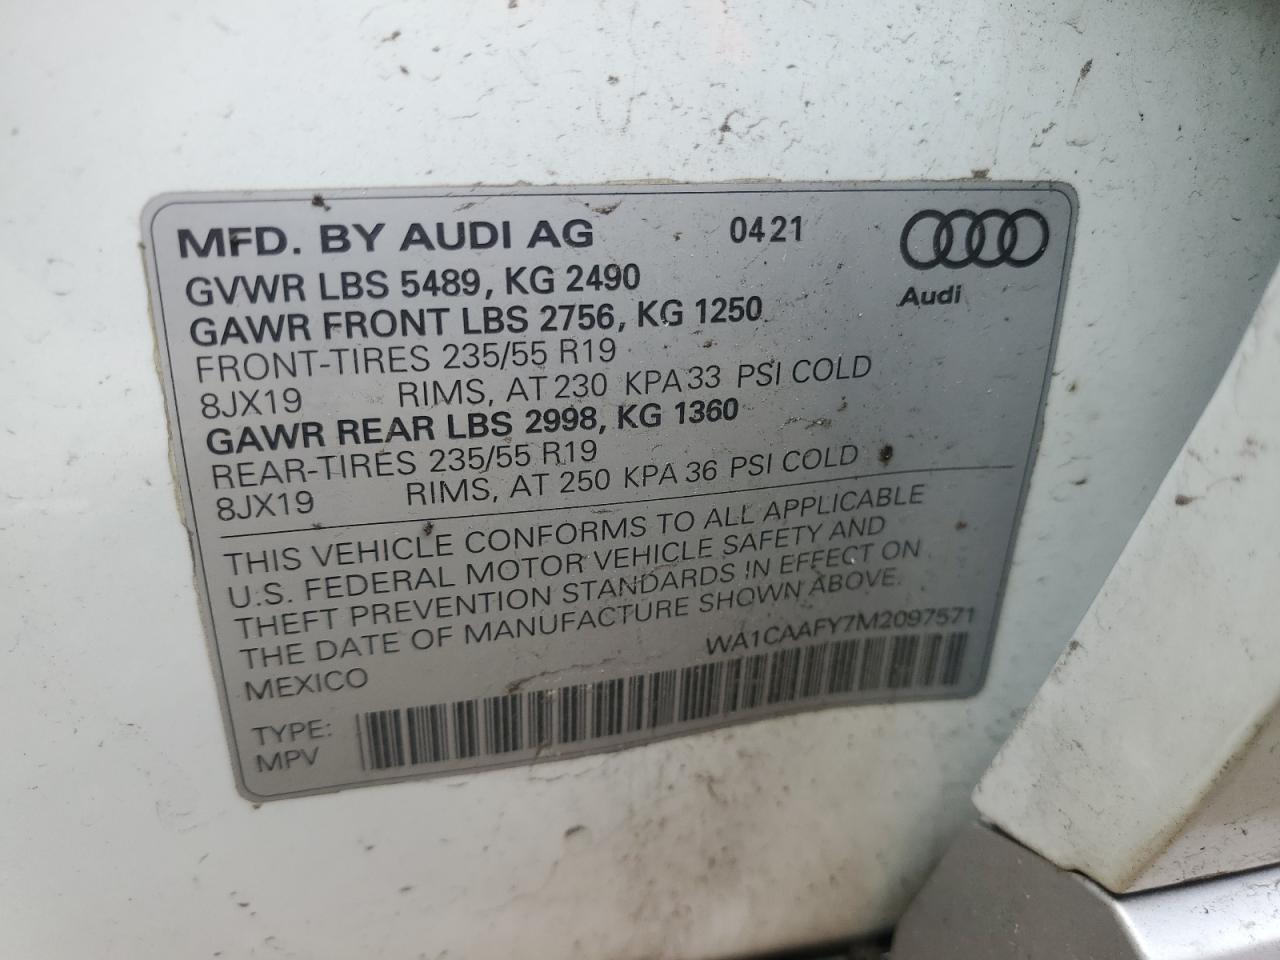 MFD. BY AUDI AG 0421
GVWR LBS 5489, KG 2490
Audi
GAWR FRONT LBS 2756, KG 1250
FRONT-TIRES 235/55 R19
8JX19 RIMS, AT 230 KPA 33 PSI COLD
GAWR REAR LBS 2998, KG 1360
REAR-TIRES 235/55 R19
8JX19 RIMS, AT 250 KPA 36 PSI COLD
THIS VEHICLE CONFORMS TO ALL APPLICABLE
U.S. FEDERAL MOTOR VEHICLE SAFETY AND
THEFT PREVENTION STANDARDS IN EFFECT ON
THE DATE OF MANUFACTURE SHOWN ABOVE.
MEXICO WA1CAAFY7M2097571
TYPE:
MPV